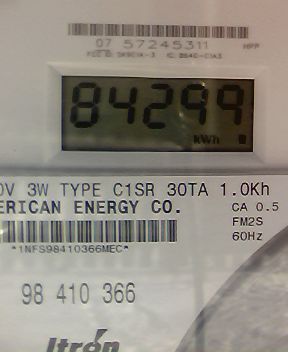 07 57245311
84299
kWh
0V 3W TYPE C1SR 30TA 1.0Kh
ERICAN ENERGY CO.
CA 0.5
FM2S
60Hz
*1NFS98410366MEC*
98 410 366
Itron